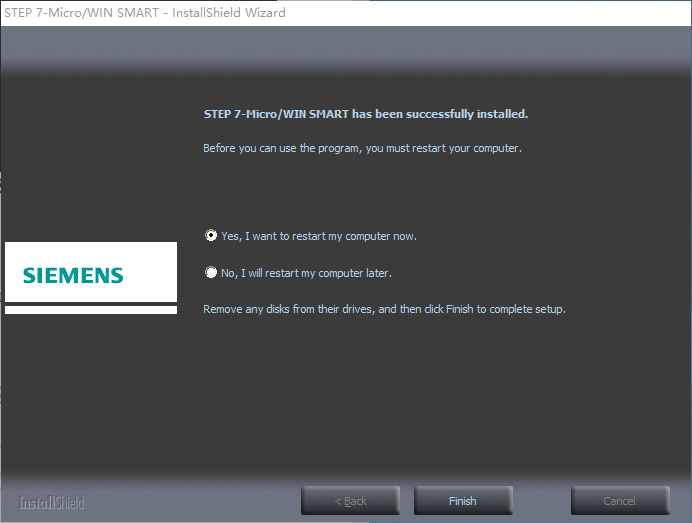 STEP 7-Micro/WIN SMART - InstallShield Wizard
STEP 7-Micro/WIN SMART has been successfully installed.
Before you can use the program, you must restart your computer.
Yes, I want to restart my computer now.
No, I will restart my computer later.
SIEMENS
Remove any disks from their drives, and then click Finish to complete setup.
InstallShield
< Back
Finish
Cancel